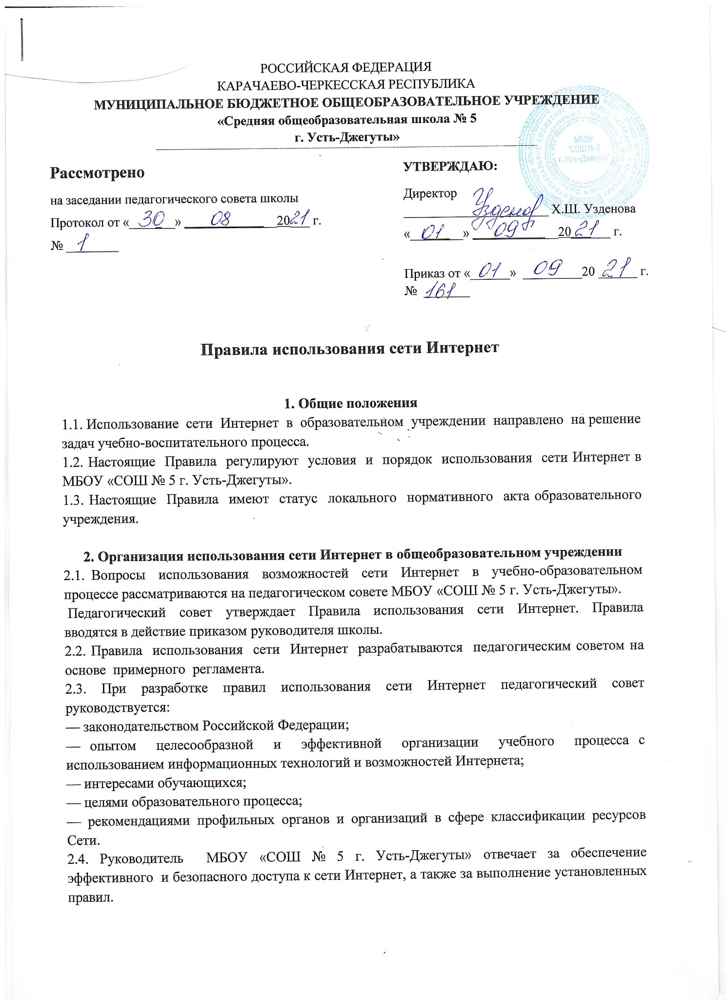 РОССИЙСКАЯ ФЕДЕРАЦИЯ
КАРАЧАЕВО-ЧЕРКЕССКАЯ РЕСПУБЛИКА
МУНИЦИПАЛЬНОЕ БЮДЖЕТНОЕ ОБЩЕОБРАЗОВАТЕЛЬНОЕ УЧРЕЖДЕНИЕ
«Средняя общеобразовательная школа № 5
г. Усть-Джегуты»
МБОУ
"СОШ № 5
г. Усть-Джегуты"
Рассмотрено
на заседании педагогического совета школы
Протокол от «30» 08 2021 г.
№ 1
УТВЕРЖДАЮ:
Директор
Узденов Х.Ш. Узденова
«01» 09 2021 г.
Приказ от «01» 09 20 21 г.
№ 161
Правила использования сети Интернет
1. Общие положения
1.1. Использование сети Интернет в образовательном учреждении направлено на решение
задач учебно-воспитательного процесса.
1.2. Настоящие Правила регулируют условия и порядок использования сети Интернет в
МБОУ «СОШ № 5 г. Усть-Джегуты».
1.3. Настоящие Правила имеют статус локального нормативного акта образовательного
учреждения.
2. Организация использования сети Интернет в общеобразовательном учреждении
2.1. Вопросы использования возможностей сети Интернет в учебно-образовательном
процессе рассматриваются на педагогическом совете МБОУ «СОШ № 5 г. Усть-Джегуты».
Педагогический совет утверждает Правила использования сети Интернет. Правила
вводятся в действие приказом руководителя школы.
2.2. Правила использования сети Интернет разрабатываются педагогическим советом на
основе примерного регламента.
2.3. При разработке правил использования сети Интернет педагогический совет
руководствуется:
— законодательством Российской Федерации;
— опытом целесообразной и эффективной организации учебного процесса с
использованием информационных технологий и возможностей Интернета;
— интересами обучающихся;
— целями образовательного процесса;
— рекомендациями профильных органов и организаций в сфере классификации ресурсов
Сети.
2.4. Руководитель МБОУ «СОШ № 5 г. Усть-Джегуты» отвечает за обеспечение
эффективного и безопасного доступа к сети Интернет, а также за выполнение установленных
правил.